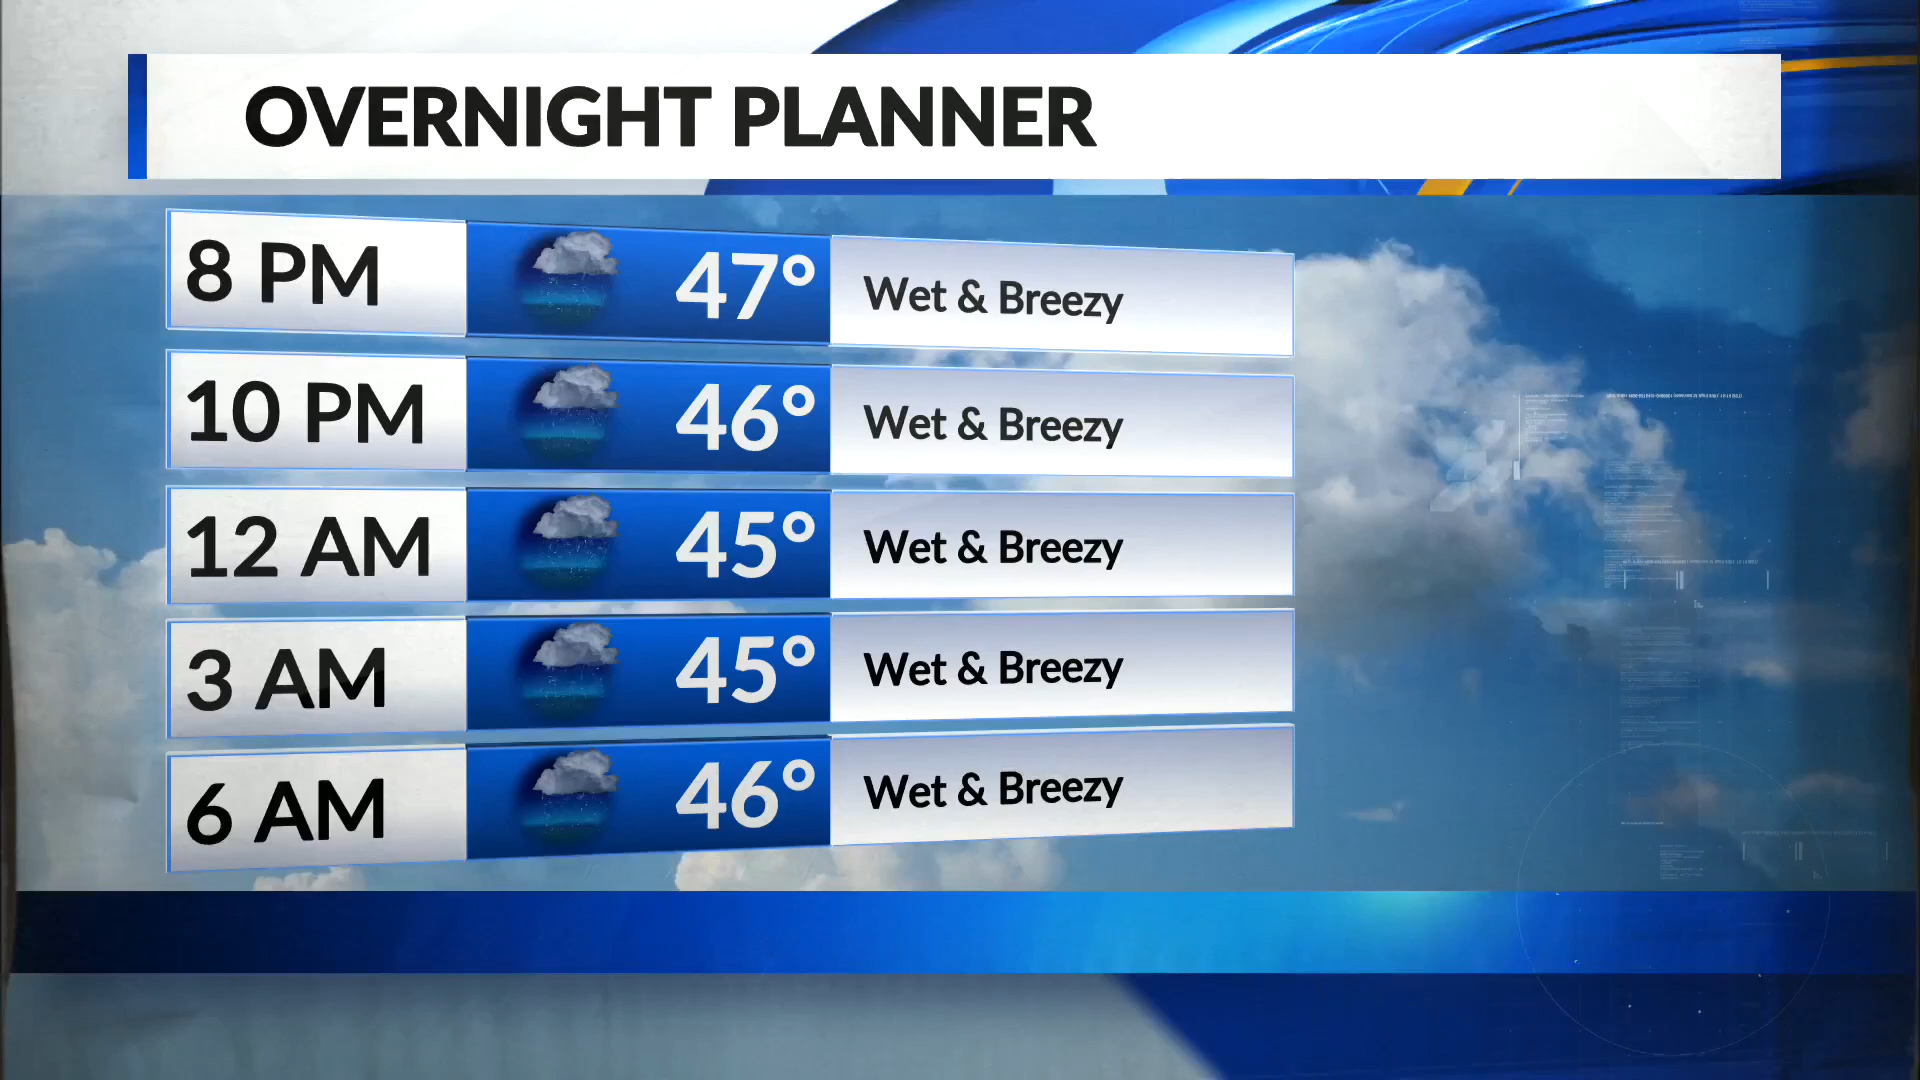 OVERNIGHT PLANNER
8 PM 47° Wet & Breezy
10 PM 46° Wet & Breezy
12 AM 45° Wet & Breezy
3 AM 45° Wet & Breezy
6 AM 46° Wet & Breezy